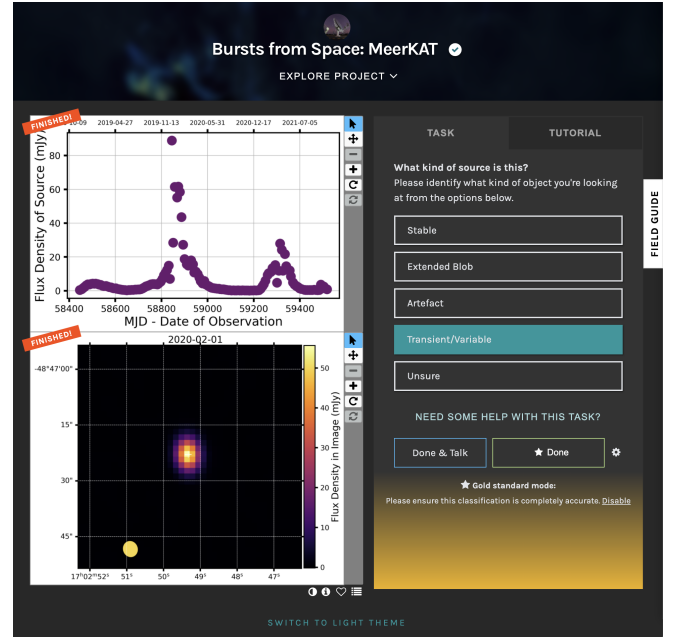 Bursts from Space: MeerKAT
EXPLORE PROJECT
FINISHED!
10-09 2019-04-27 2019-11-13 2020-05-31 2020-12-17 2021-07-05
Flux Density of Source (mJy)
80
60
40
20
0
58400 58600 58800 59000 59200 59400
MJD - Date of Observation
FINISHED!
2020-02-01
-48°47'00"
15"
30"
45"
17ʰ02ᵐ52ˢ 51ˢ 50ˢ 49ˢ 48ˢ 47ˢ
50
40
30
20
10
0
Flux Density in Image (mJy)
TASK
TUTORIAL
What kind of source is this?
Please identify what kind of object you're looking
at from the options below.
Stable
Extended Blob
Artefact
Transient/Variable
Unsure
NEED SOME HELP WITH THIS TASK?
Done & Talk
Done
Gold standard mode:
Please ensure this classification is completely accurate. Disable
FIELD GUIDE
SWITCH TO LIGHT THEME